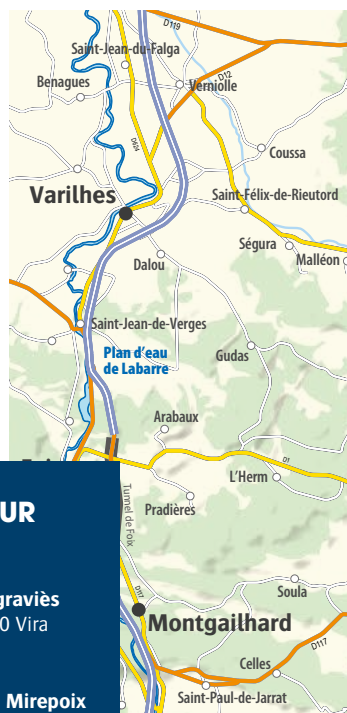 D119
Saint-Jean-du-Falga
D12
Benagues
Verniolle
D624
Coussa
Varilhes
Saint-Félix-de-Rieutord
Ségura
Malléon
Dalou
Saint-Jean-de-Verges
Plan d'eau
de Labarre
Gudas
Arabaux
D1
L'Herm
Tunnel de Foix
Pradières
UR
graviès
0 Vira
Mirepoix
D117
Soula
Montgailhard
D117
Celles
Saint-Paul-de-Jarrat